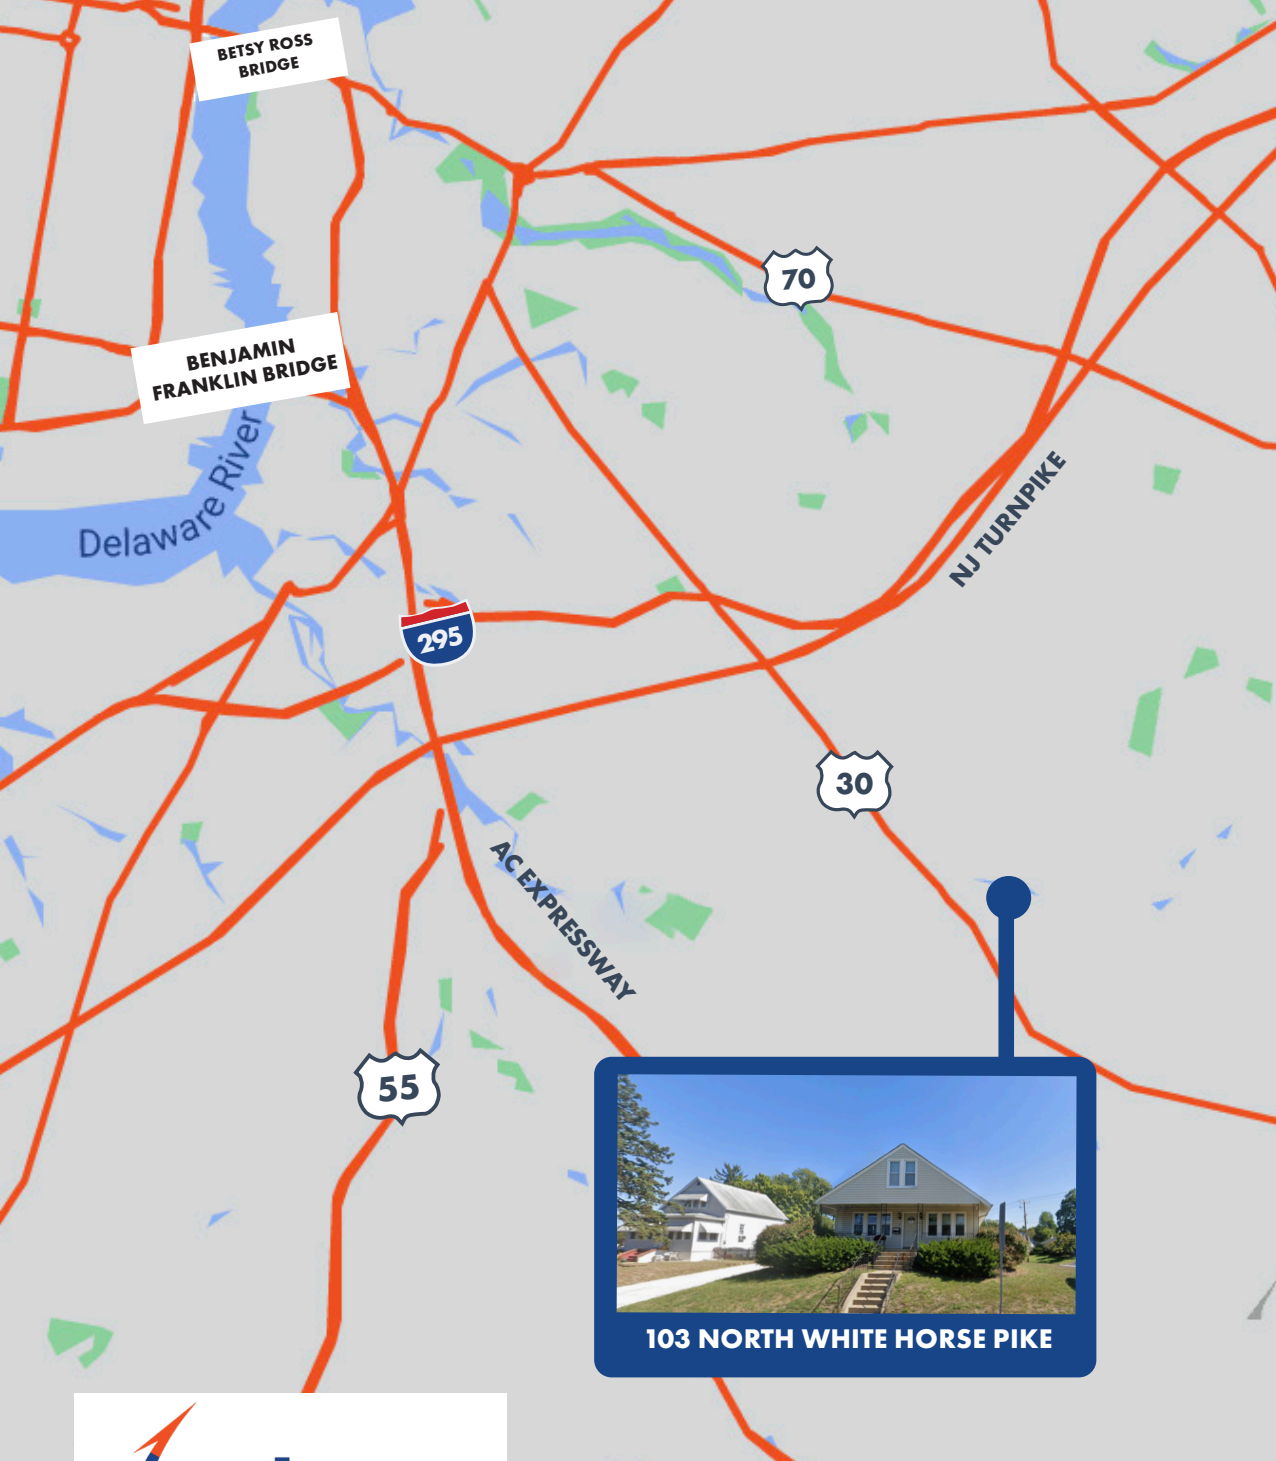 BETSY ROSS
BRIDGE
70
BENJAMIN
FRANKLIN BRIDGE
Delaware River
NJ TURNPIKE
295
30
AC EXPRESSWAY
55
103 NORTH WHITE HORSE PIKE